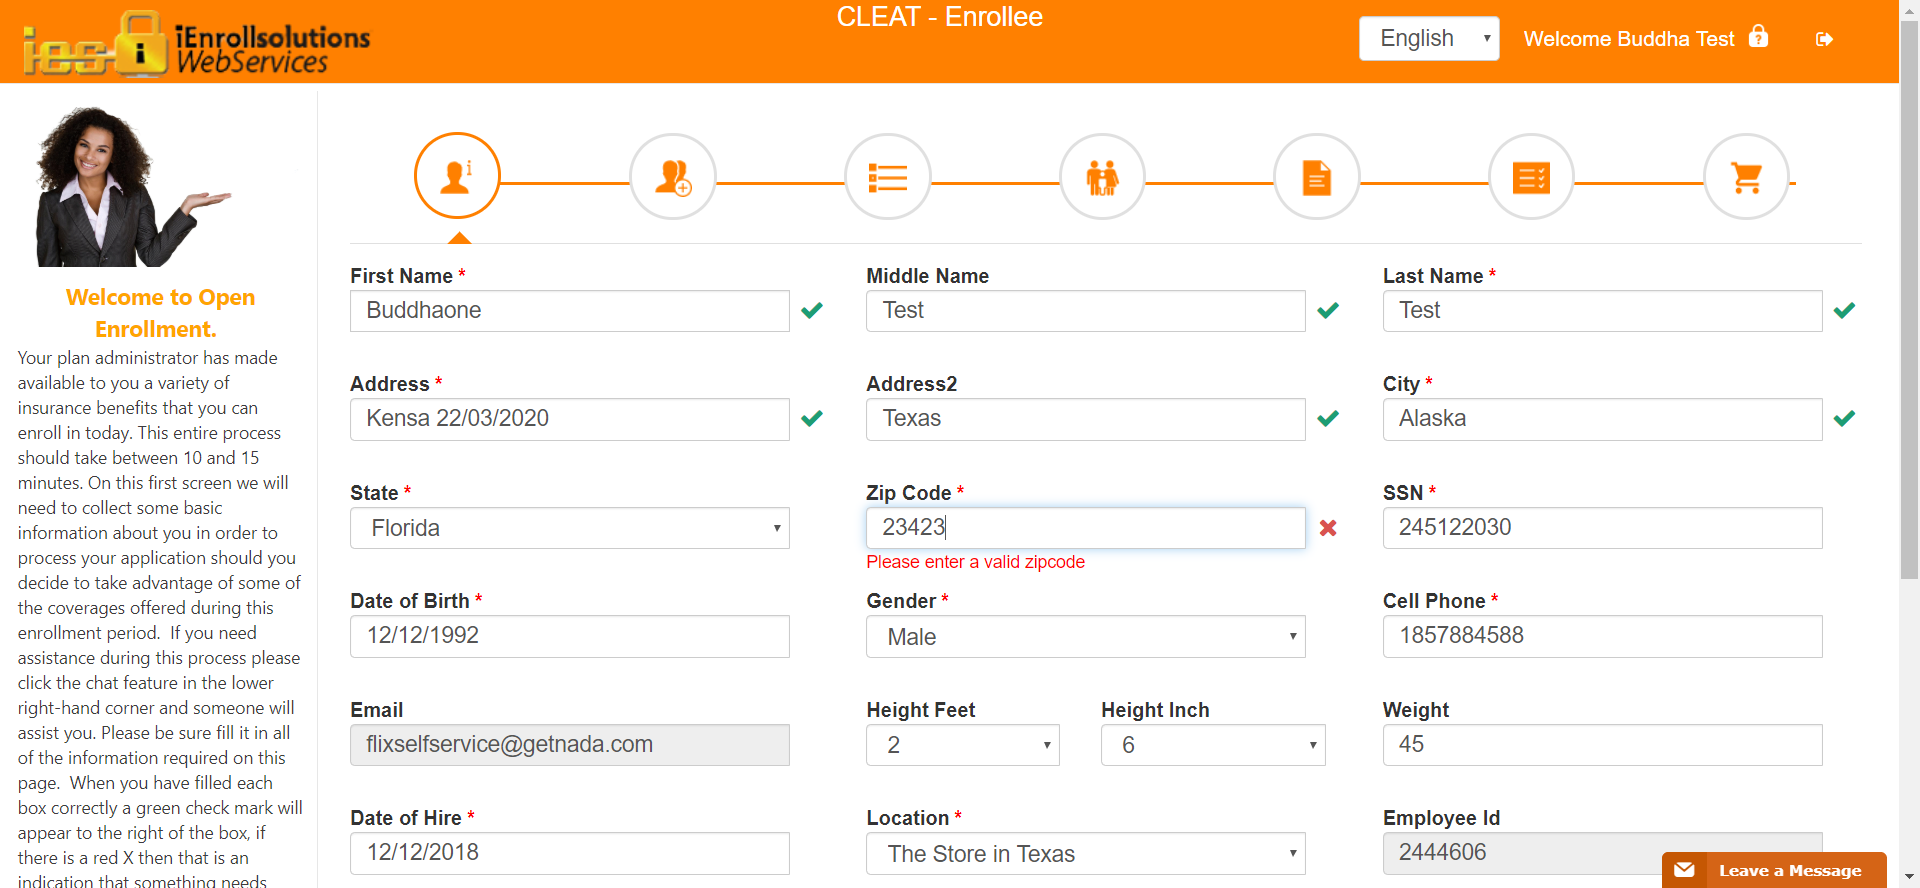 CLEAT - Enrollee
ies
i
iEnrollsolutions
WebServices
English
Welcome Buddha Test
?
Welcome to Open
Enrollment.
Your plan administrator has made
available to you a variety of
insurance benefits that you can
enroll in today. This entire process
should take between 10 and 15
minutes. On this first screen we will
need to collect some basic
information about you in order to
process your application should you
decide to take advantage of some of
the coverages offered during this
enrollment period.  If you need
assistance during this process please
click the chat feature in the lower
right-hand corner and someone will
assist you. Please be sure fill it in all
of the information required on this
page.  When you have filled each
box correctly a green check mark will
appear to the right of the box, if
there is a red X then that is an
indication that something needs
First Name *
Middle Name
Last Name *
Buddhaone
Test
Test
Address *
Address2
City *
Kensa 22/03/2020
Texas
Alaska
State *
Zip Code *
SSN *
Florida
23423
245122030
Please enter a valid zipcode
Date of Birth *
Gender *
Cell Phone *
12/12/1992
Male
1857884588
Email
Height Feet
Height Inch
Weight
flixselfservice@getnada.com
2
6
45
Date of Hire *
Location *
Employee Id
12/12/2018
The Store in Texas
2444606
Leave a Message